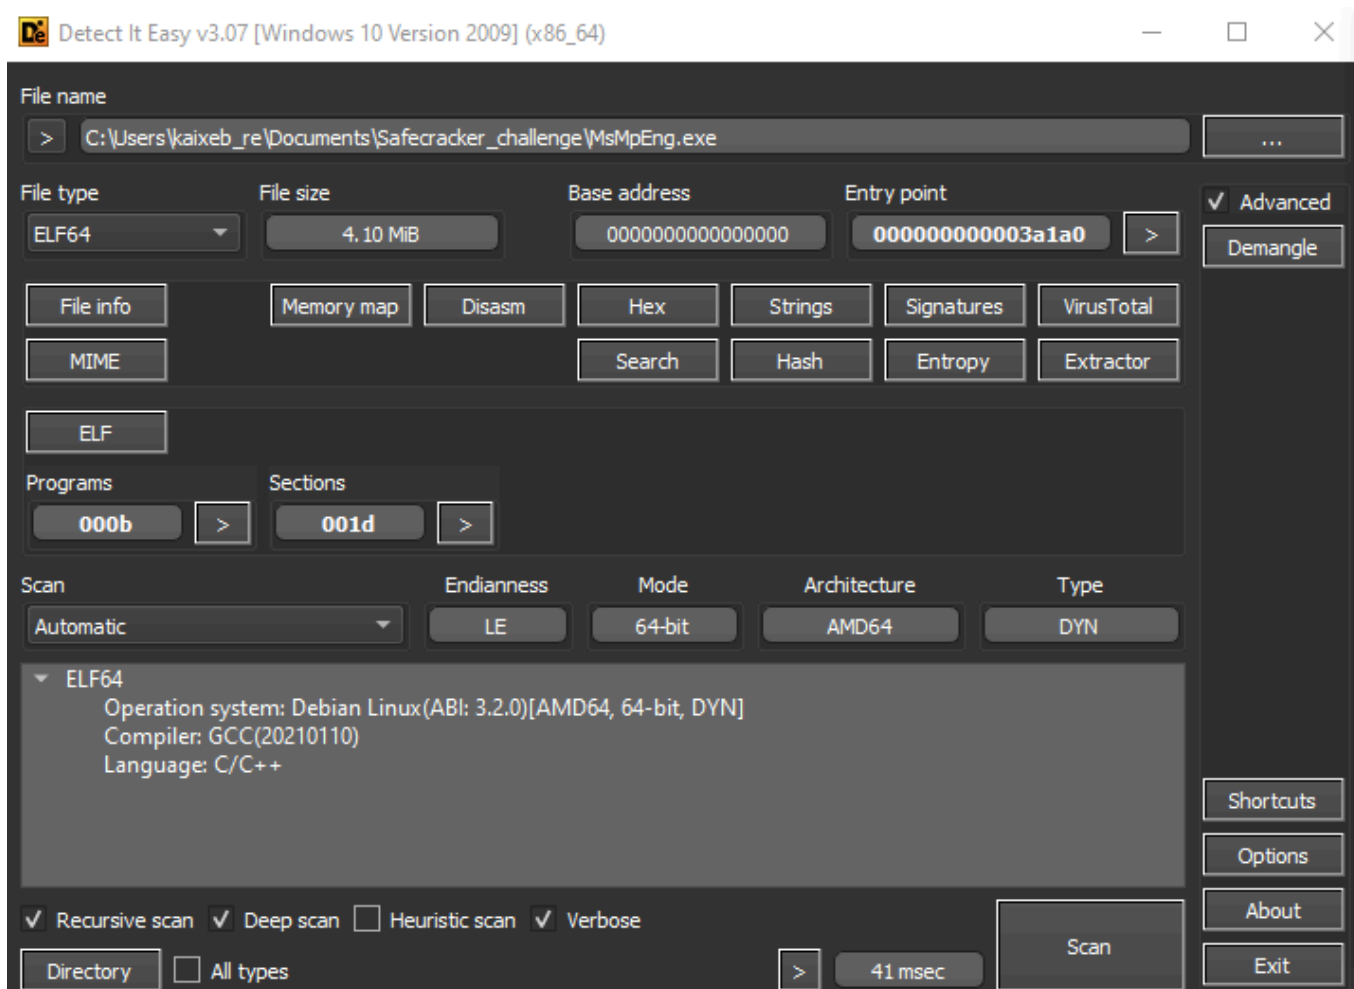 Detect It Easy v3.07 [Windows 10 Version 2009] (x86_64)
File name
> C:\Users\kaixeb_re\Documents\Safecracker_challenge\MsMpEng.exe ...
File type File size Base address Entry point Advanced
ELF64 4.10 MiB 0000000000000000 000000000003a1a0 > Demangle
File info Memory map Disasm Hex Strings Signatures VirusTotal
MIME Search Hash Entropy Extractor
ELF
Programs Sections
000b > 001d >
Scan Endianness Mode Architecture Type
Automatic LE 64-bit AMD64 DYN
ELF64
Operation system: Debian Linux(ABI: 3.2.0)[AMD64, 64-bit, DYN]
Compiler: GCC(20210110)
Language: C/C++
Shortcuts
Options
Recursive scan Deep scan Heuristic scan Verbose About
Scan
Directory All types > 41 msec Exit